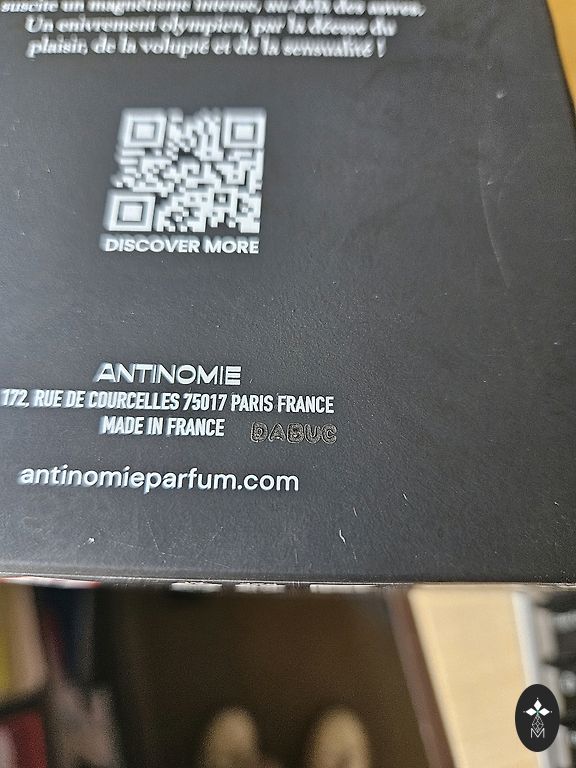 suscite un magnétisme intense, au-delà des astres,
Un enivrement olympien, par la déesse du
plaisir, de la volupté et de la sensualité !
DISCOVER MORE
ANTINOMIE
172, RUE DE COURCELLES 75017 PARIS FRANCE
MADE IN FRANCE DABUC
antinomieparfum.com